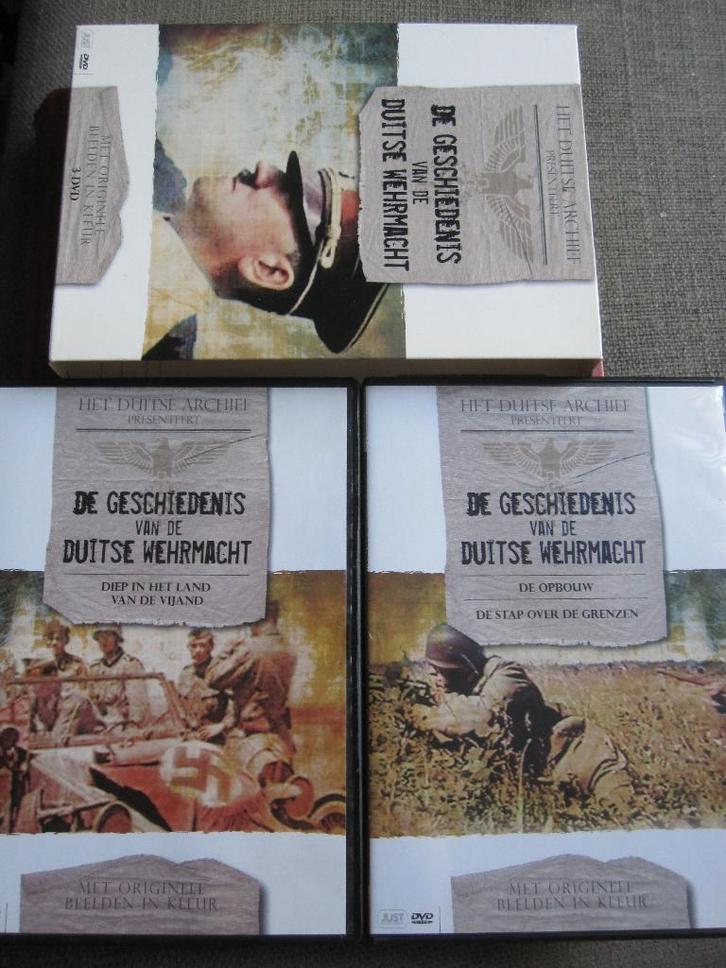 HET DUITSE ARCHIEF
PRESENTEERT
DE GESCHIEDENIS
VAN DE
DUITSE WEHRMACHT
MET ORIGINELE
BEELDEN IN KLEUR
3-DVD
JUST
DVD
HET DUITSE ARCHIEF
PRESENTEERT
DE GESCHIEDENIS
VAN DE
DUITSE WEHRMACHT
DIEP IN HET LAND
VAN DE VIJAND
MET ORIGINELE
BEELDEN IN KLEUR
HET DUITSE ARCHIEF
PRESENTEERT
DE GESCHIEDENIS
VAN DE
DUITSE WEHRMACHT
DE OPBOUW
DE STAP OVER DE GRENZEN
MET ORIGINELE
BEELDEN IN KLEUR
JUST
DVD